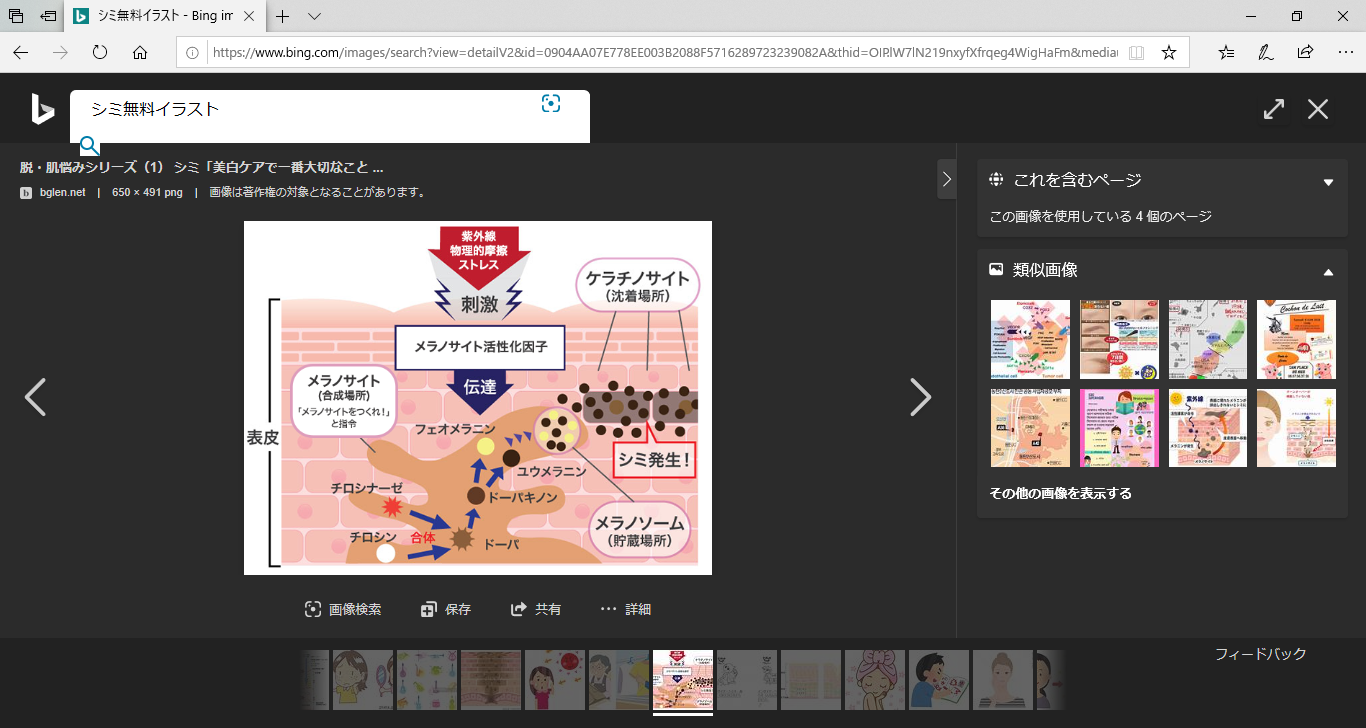 シミ無料イラスト - Bing im
https://www.bing.com/images/search?view=detailV2&id=0904AA07E778EE003B2088F5716289723239082A&thid=OIP.lW7lN219nxyfXfrqeg4WigHaFm&media
シミ無料イラスト
脱・肌悩みシリーズ（1） シミ「美白ケアで一番大切なこと ...
bglen.net | 650 × 491 png | 画像は著作権の対象となることがあります。
紫外線
物理的摩擦
ストレス
刺激
ケラチノサイト
（沈着場所）
メラノサイト活性化因子
伝達
メラノサイト
（合成場所）
「メラノサイトをつくれ！」
と指令
表皮
フェオメラニン
ユウメラニン
シミ発生！
チロシナーゼ
ドーパキノン
チロシン
合体
ドーパ
メラノソーム
（貯蔵場所）
画像検索
保存
共有
詳細
これを含むページ
この画像を使用している 4 個のページ
類似画像
Cochon de Lait
紫外線
その他の画像を表示する
フィードバック